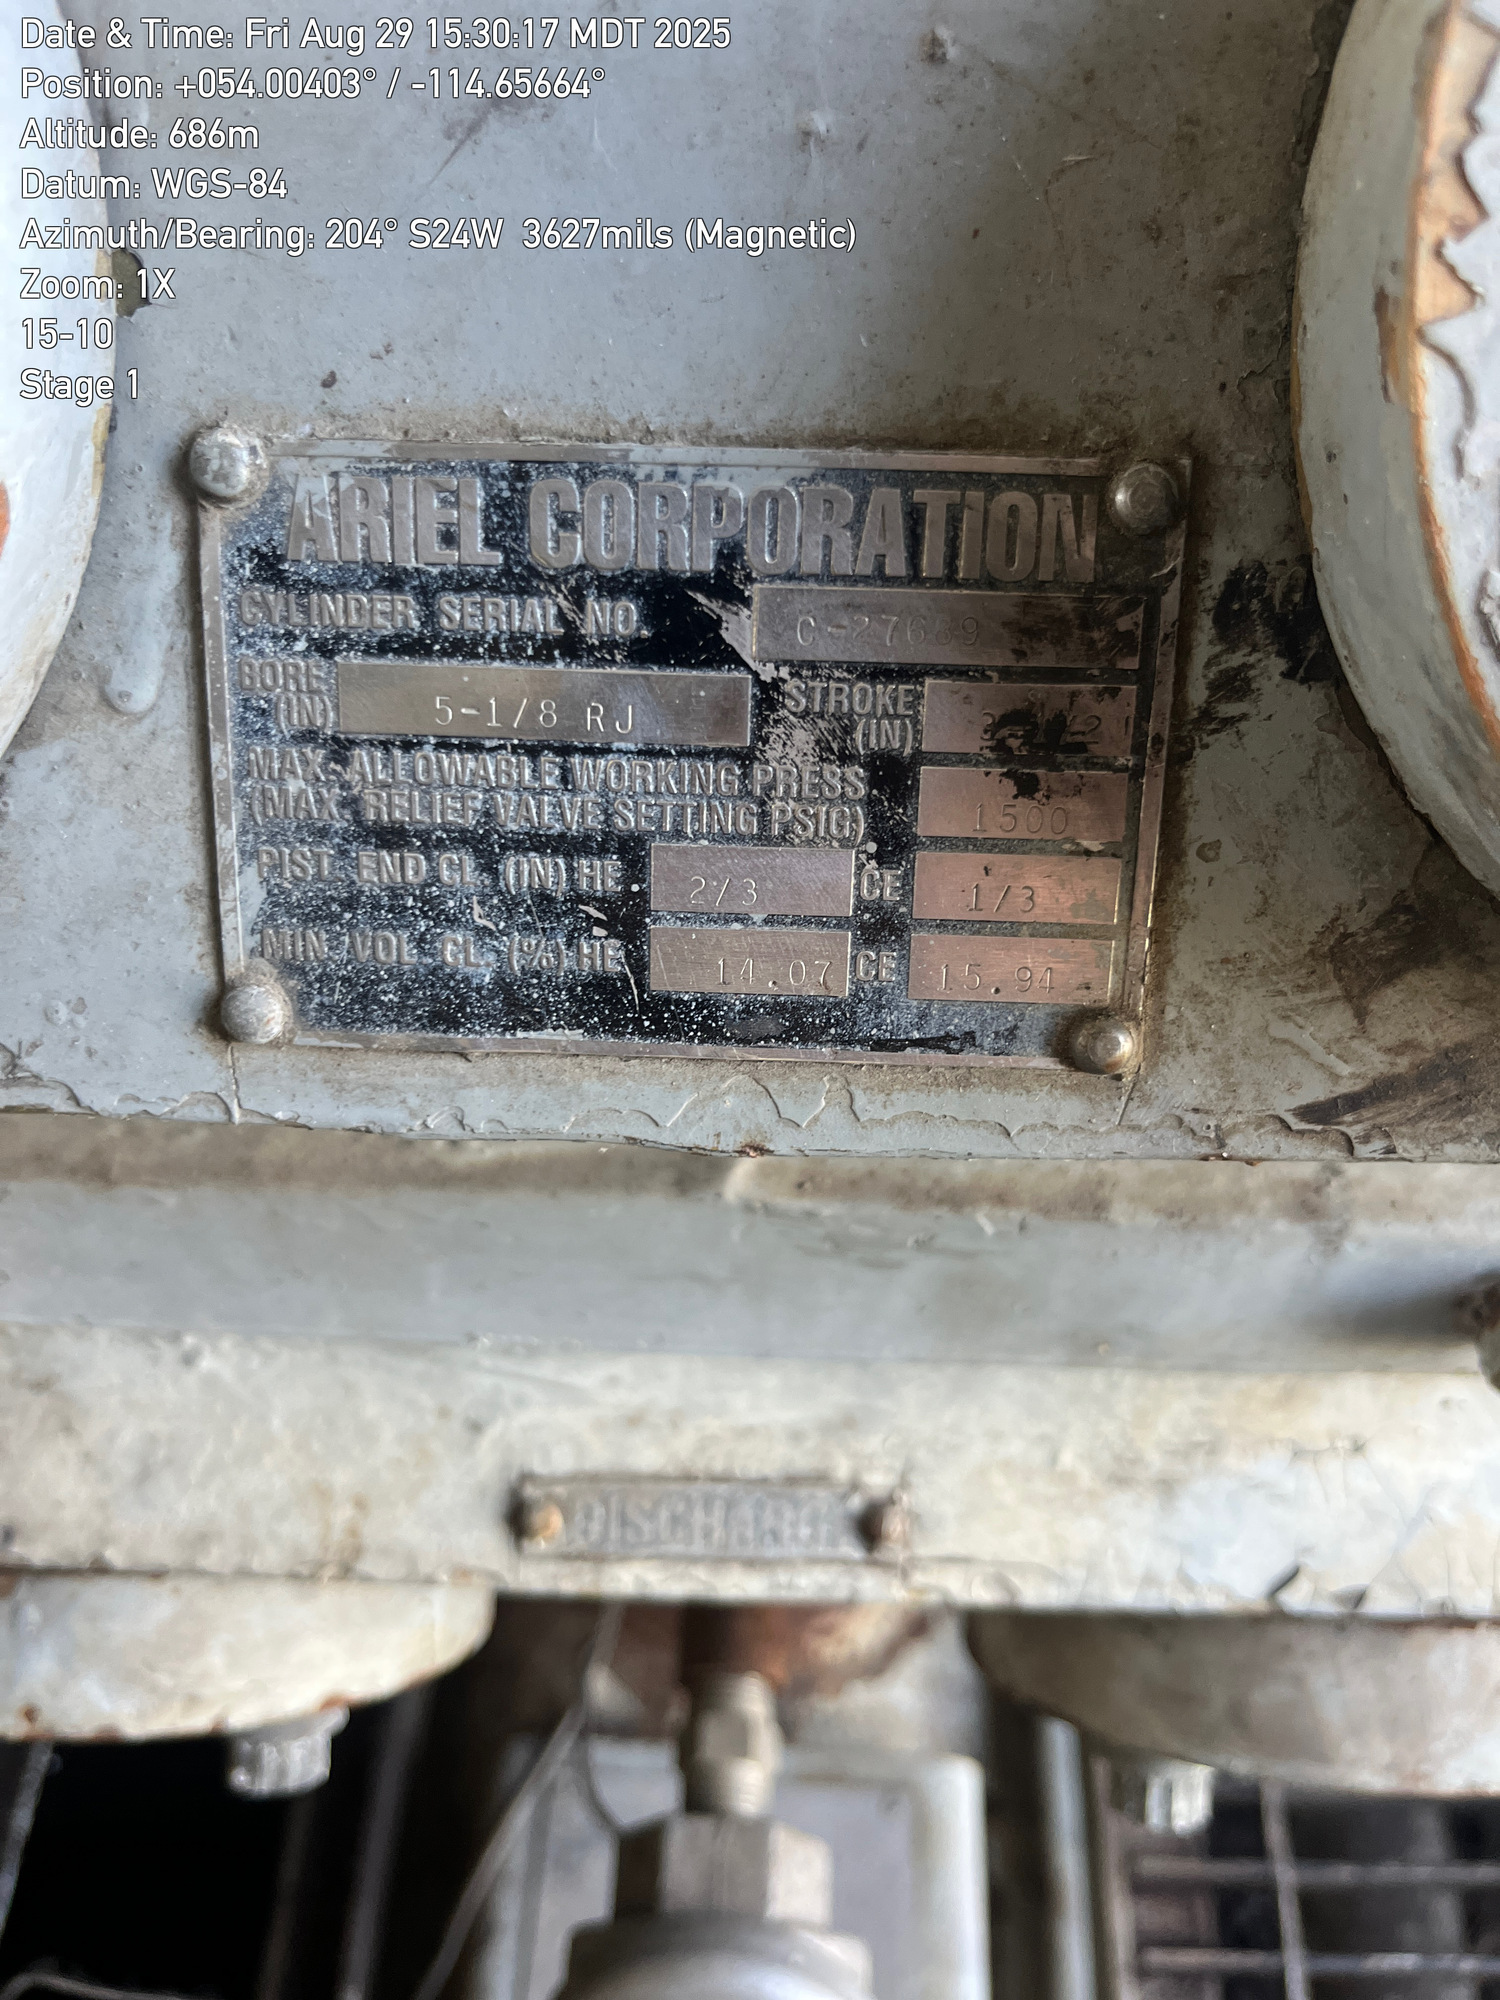 Date & Time: Fri Aug 29 15:30:17 MDT 2025
Position: +054.00403° / -114.65664°
Altitude: 686m
Datum: WGS-84
Azimuth/Bearing: 204° S24W 3627mils (Magnetic)
Zoom: 1X
15-10
Stage 1
ARIEL CORPORATION
CYLINDER SERIAL NO.
BORE (IN) 5-1/8 RJ STROKE (IN)
MAX. ALLOWABLE WORKING PRESS
(MAX. RELIEF VALVE SETTING PSIG) 1500
PIST. END CL. (IN) HE 2/3 CE 1/3
MIN. VOL. CL. (%) HE 14.07 CE 15.94
DISCHARGE